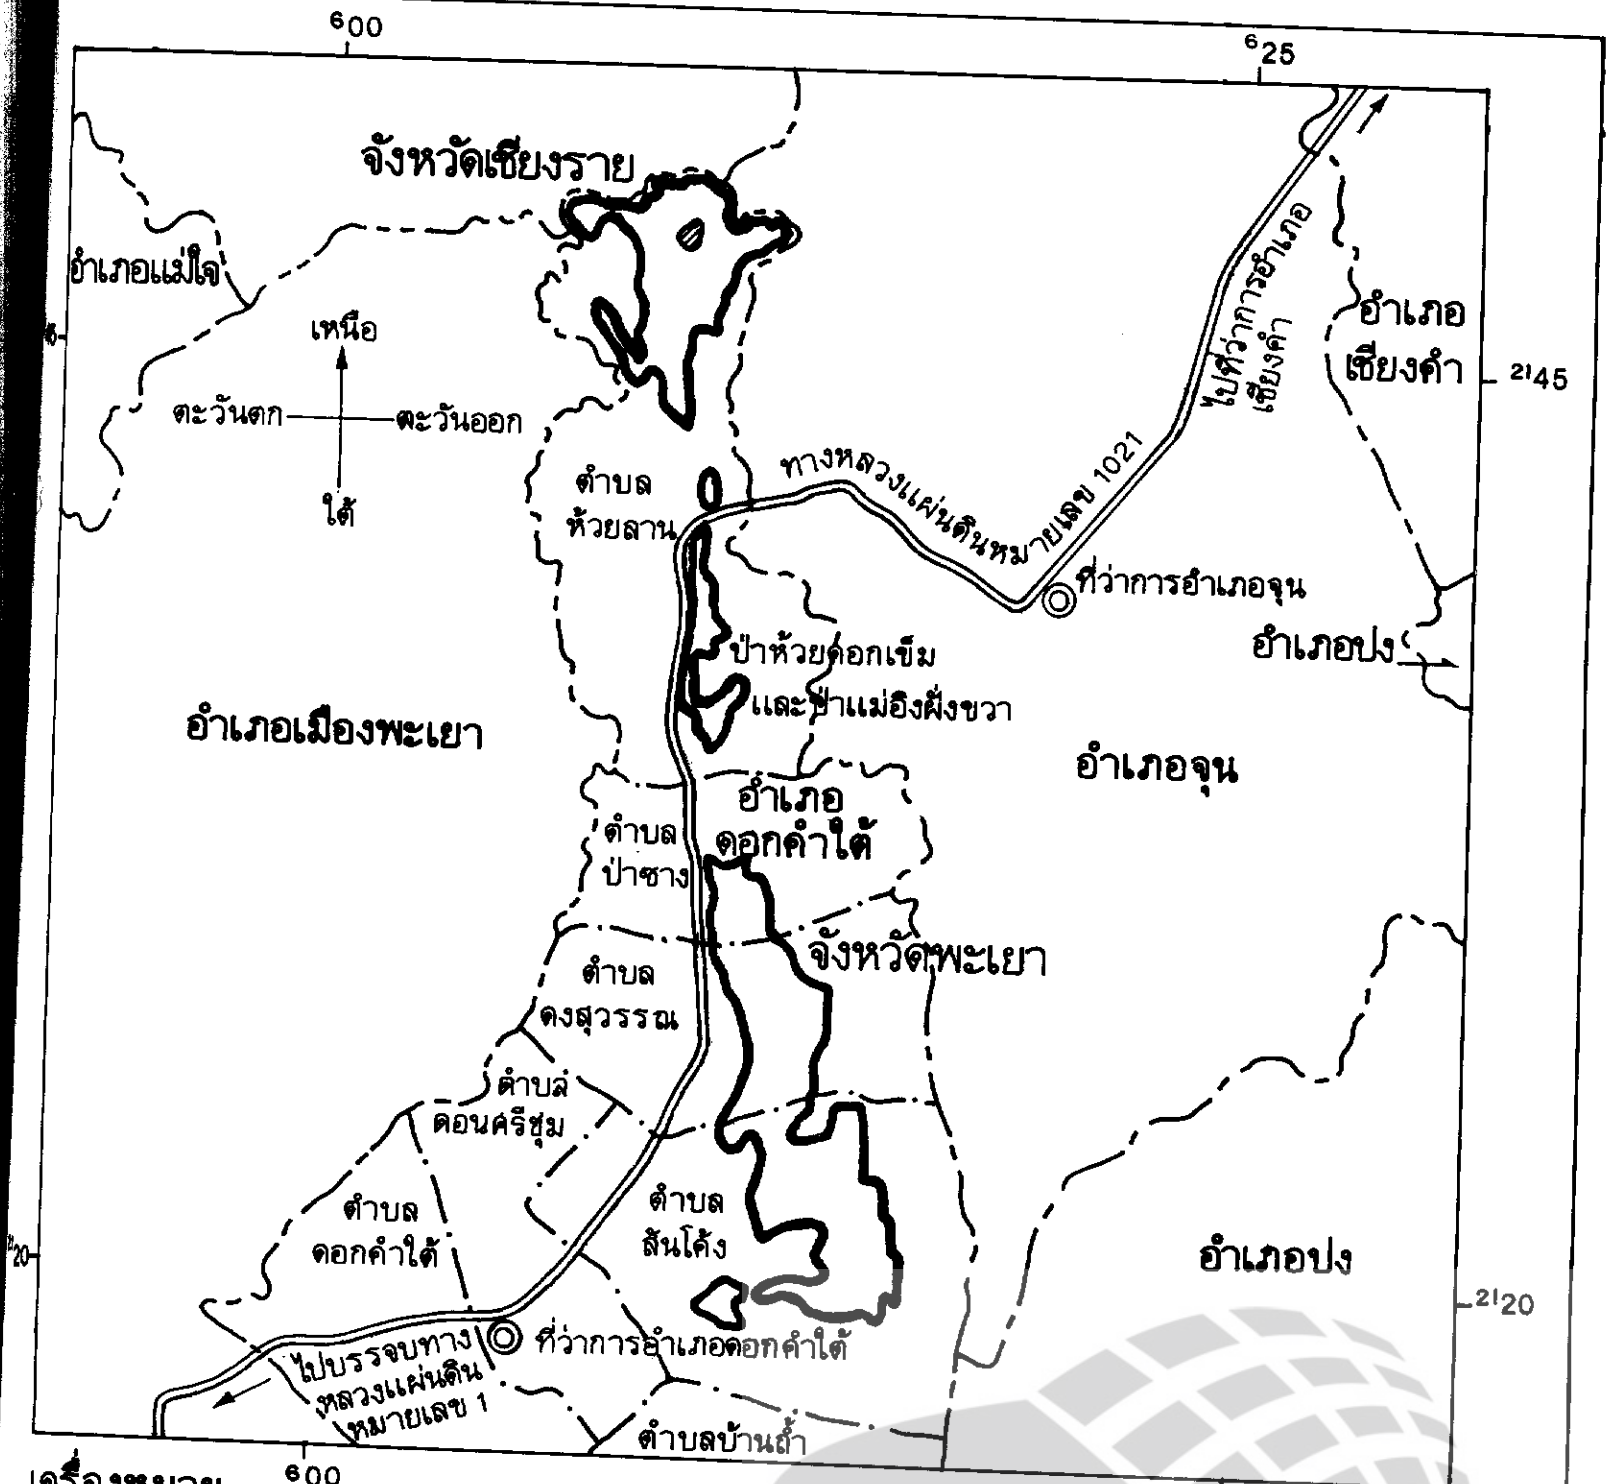 600
625
จังหวัดเชียงราย
อำเภอแม่ใจ
เหนือ
ตะวันตก
ตะวันออก
ใต้
อำเภอ
เชียงคำ
2145
ไปที่ว่าการอำเภอ
เชียงคำ
ทางหลวงแผ่นดินหมายเลข 1021
ตำบล
ห้วยลาน
ที่ว่าการอำเภอจุน
อำเภอปง
ป่าห้วยดอกเข็ม
และป่าแม่อิงฝั่งขวา
อำเภอเมืองพะเยา
อำเภอจุน
อำเภอ
ดอกคำใต้
ตำบล
ป่าซาง
จังหวัดพะเยา
ตำบล
ดงสุวรรณ
ตำบล
ดอนศรีชุม
ตำบล
ดอกคำใต้
ตำบล
สันโค้ง
อำเภอปง
20
2120
ที่ว่าการอำเภอดอกคำใต้
ไปบรรจบทาง
หลวงแผ่นดิน
หมายเลข 1
ตำบลบ้านถ้ำ
600